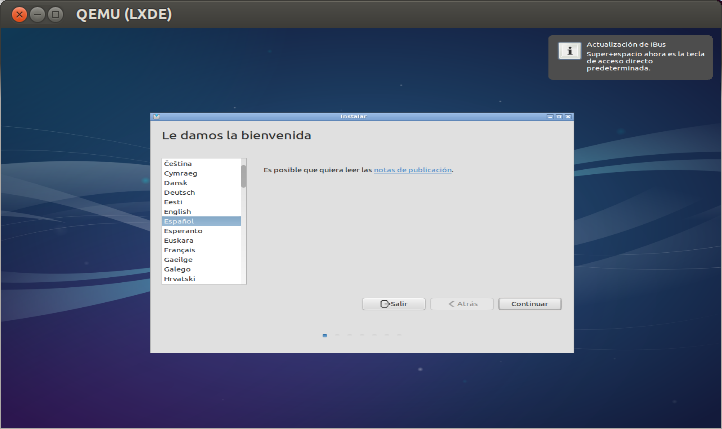 QEMU (LXDE)
Actualización de iBus
Super+espacio ahora es la tecla
de acceso directo
predeterminada.
Instalar
Le damos la bienvenida
Čeština
Cymraeg
Dansk
Deutsch
Eesti
English
Español
Esperanto
Euskara
Français
Gaeilge
Galego
Hrvatski
Es posible que quiera leer las notas de publicación.
Salir
< Atrás
Continuar